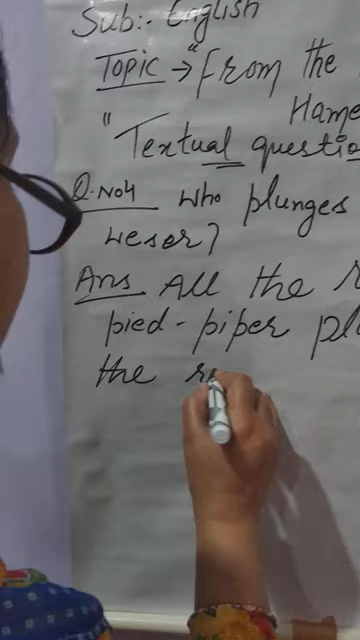 Sub:- English
Topic → "From the
Hame
"Textual questio
Q.No4 who plunges
weser?
Ans All the r
pied-piper pl
the